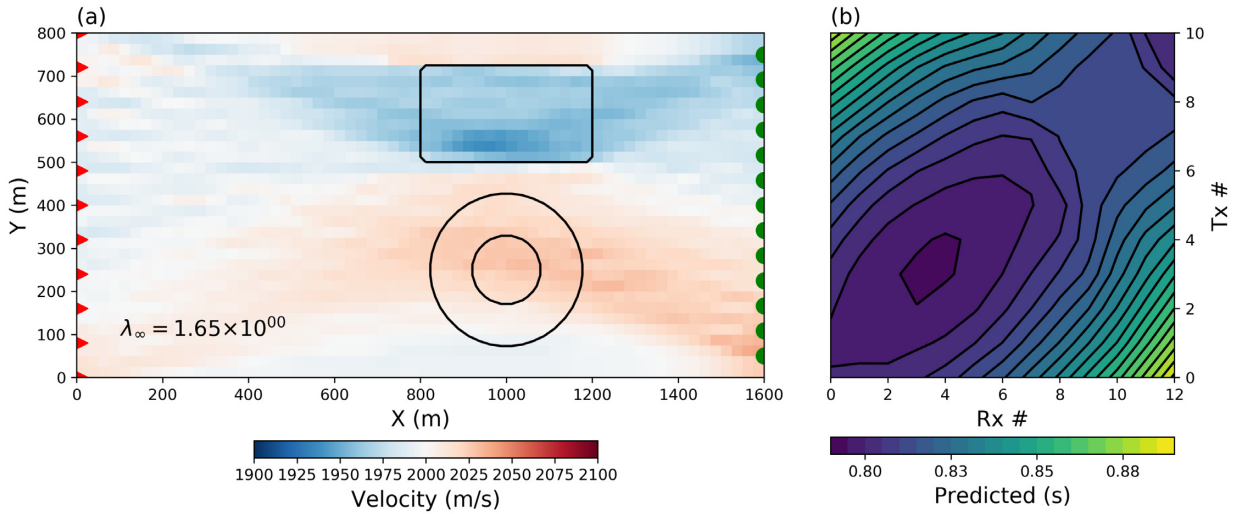 (a)
(b)
800
700
600
500
400
300
200
100
0
Y (m)
λ∞ = 1.65×10⁰⁰
0 200 400 600 800 1000 1200 1400 1600
X (m)
1900 1925 1950 1975 2000 2025 2050 2075 2100
Velocity (m/s)
10
8
6
4
2
0
Tx #
0 2 4 6 8 10 12
Rx #
0.80 0.83 0.85 0.88
Predicted (s)